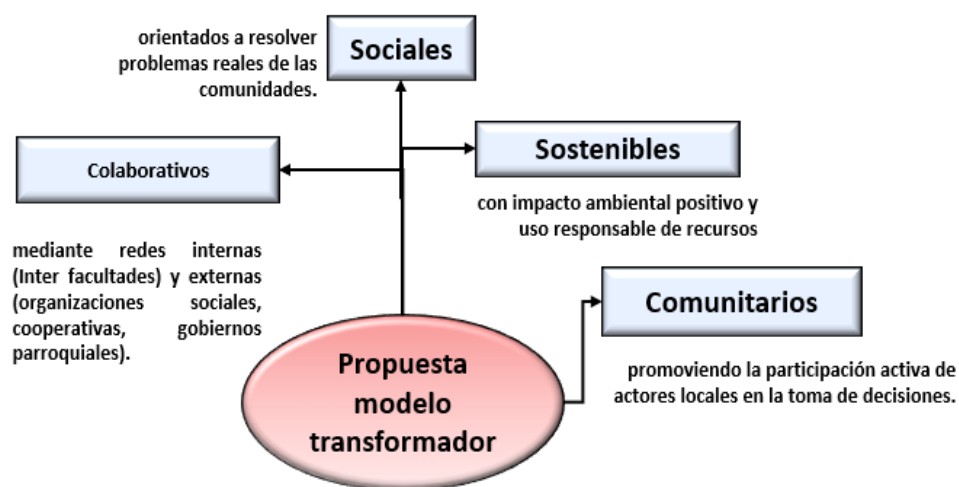 orientados a resolver
problemas reales de las
comunidades.
Sociales
Colaborativos
Sostenibles
con impacto ambiental positivo y
uso responsable de recursos
mediante redes internas
(Inter facultades) y externas
(organizaciones sociales,
cooperativas, gobiernos
parroquiales).
Comunitarios
promoviendo la participación activa de
actores locales en la toma de decisiones.
Propuesta
modelo
transformador